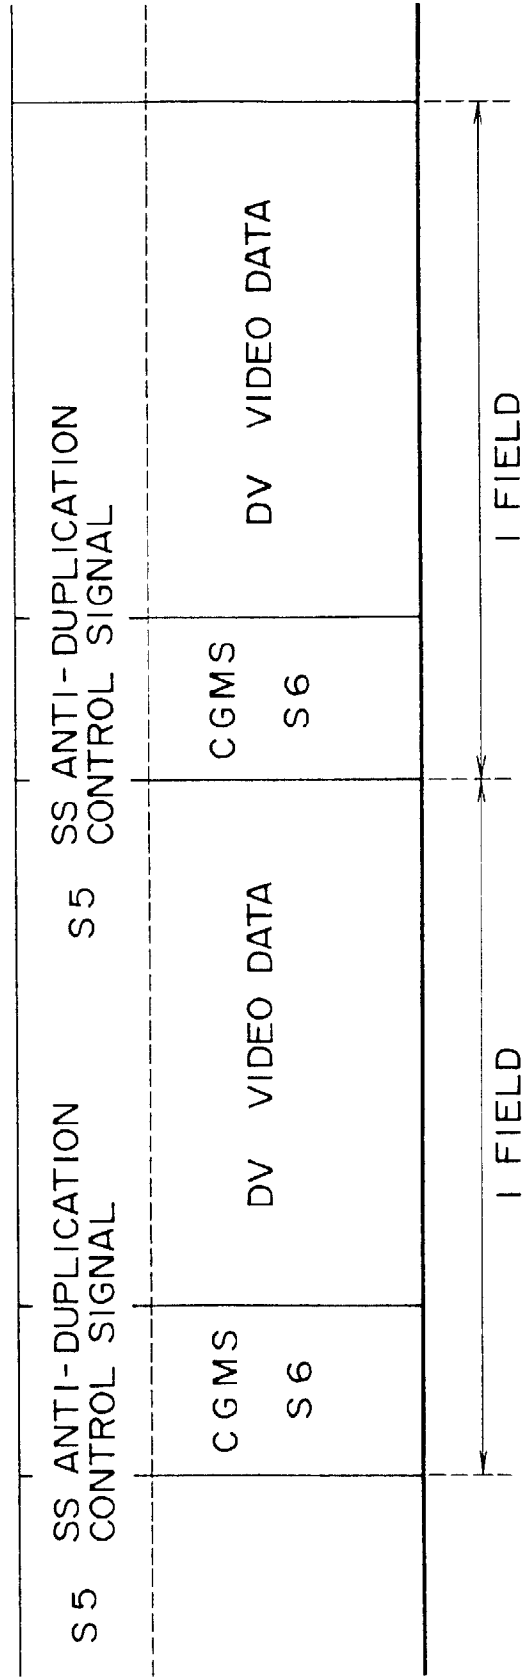 S5 SS ANTI-DUPLICATION
CONTROL SIGNAL
S5 SS ANTI-DUPLICATION
CONTROL SIGNAL
CGMS
S6
DV VIDEO DATA
CGMS
S6
DV VIDEO DATA
1 FIELD
1 FIELD